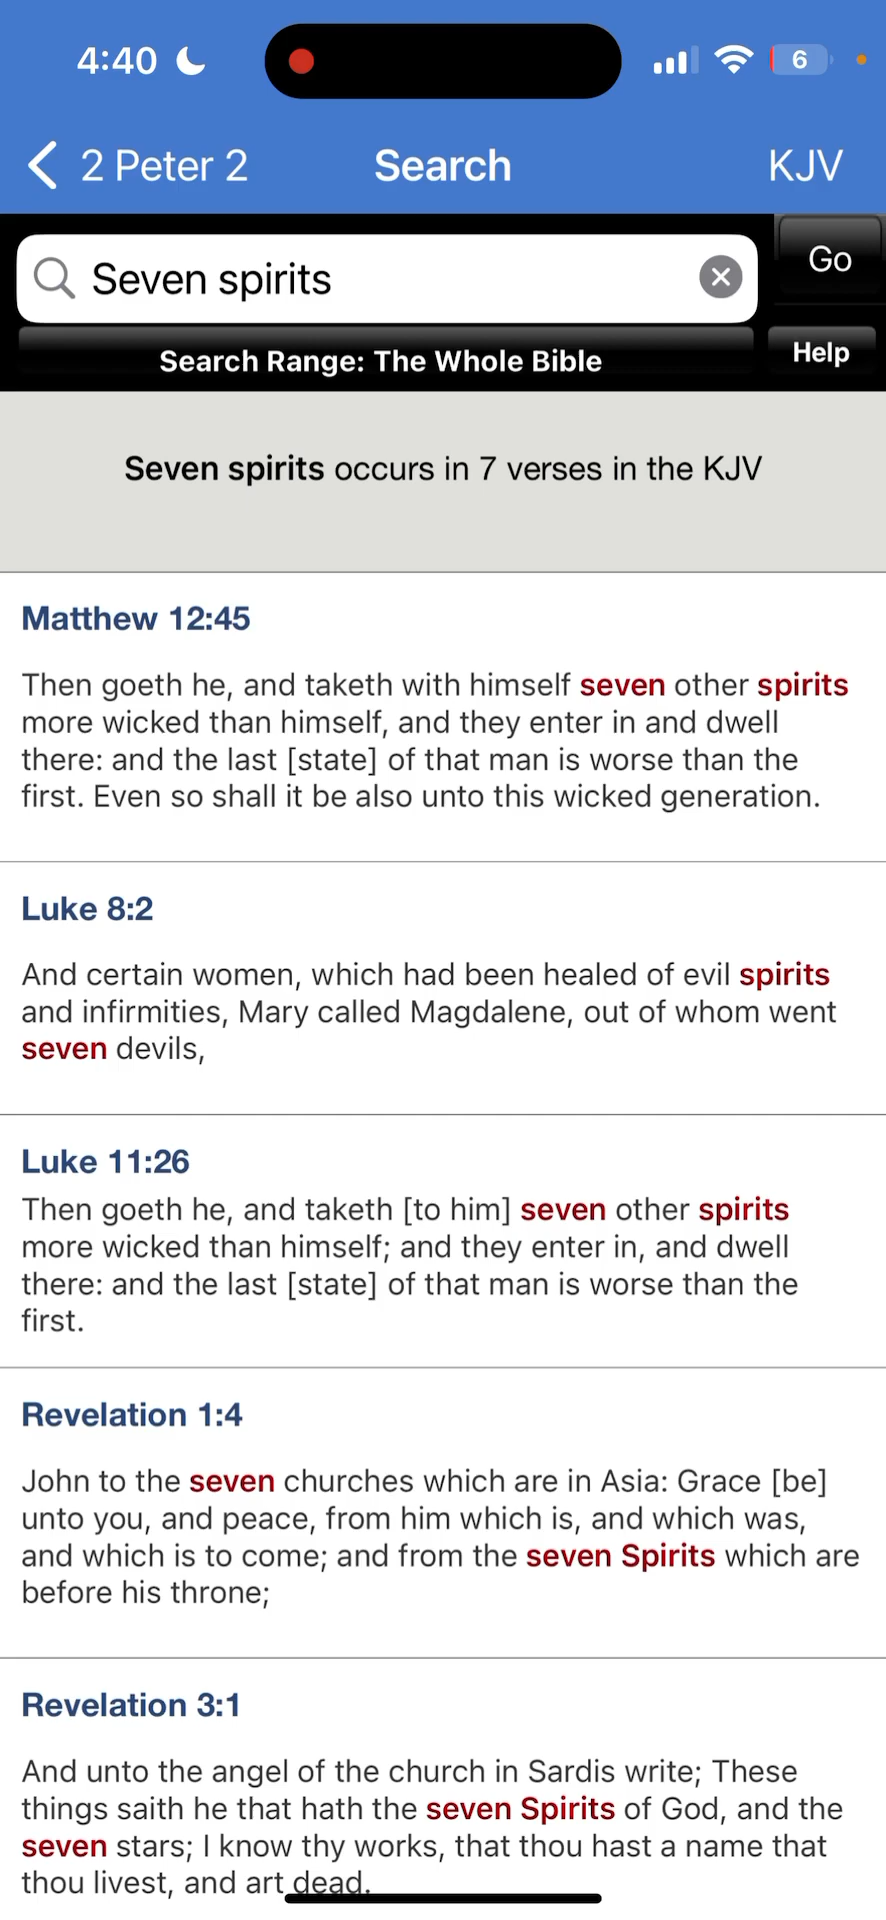 4:40
6
2 Peter 2 Search KJV
Seven spirits Go
Search Range: The Whole Bible Help
Seven spirits occurs in 7 verses in the KJV
Matthew 12:45
Then goeth he, and taketh with himself seven other spirits
more wicked than himself, and they enter in and dwell
there: and the last [state] of that man is worse than the
first. Even so shall it be also unto this wicked generation.
Luke 8:2
And certain women, which had been healed of evil spirits
and infirmities, Mary called Magdalene, out of whom went
seven devils,
Luke 11:26
Then goeth he, and taketh [to him] seven other spirits
more wicked than himself; and they enter in, and dwell
there: and the last [state] of that man is worse than the
first.
Revelation 1:4
John to the seven churches which are in Asia: Grace [be]
unto you, and peace, from him which is, and which was,
and which is to come; and from the seven Spirits which are
before his throne;
Revelation 3:1
And unto the angel of the church in Sardis write; These
things saith he that hath the seven Spirits of God, and the
seven stars; I know thy works, that thou hast a name that
thou livest, and art dead.